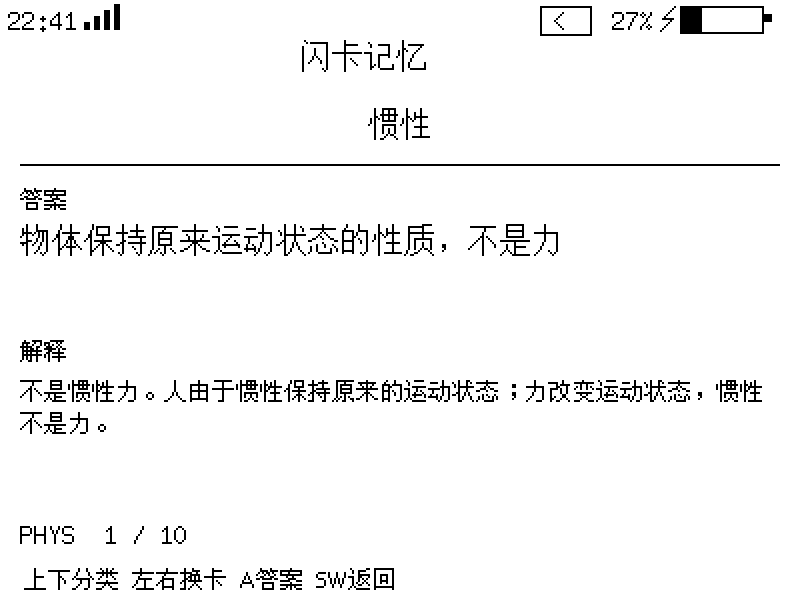 22:41 27%
闪卡记忆
惯性
答案
物体保持原来运动状态的性质，不是力
解释
不是惯性力。人由于惯性保持原来的运动状态；力改变运动状态，惯性
不是力。
PHYS 1 / 10
上下分类 左右换卡 A答案 SW返回